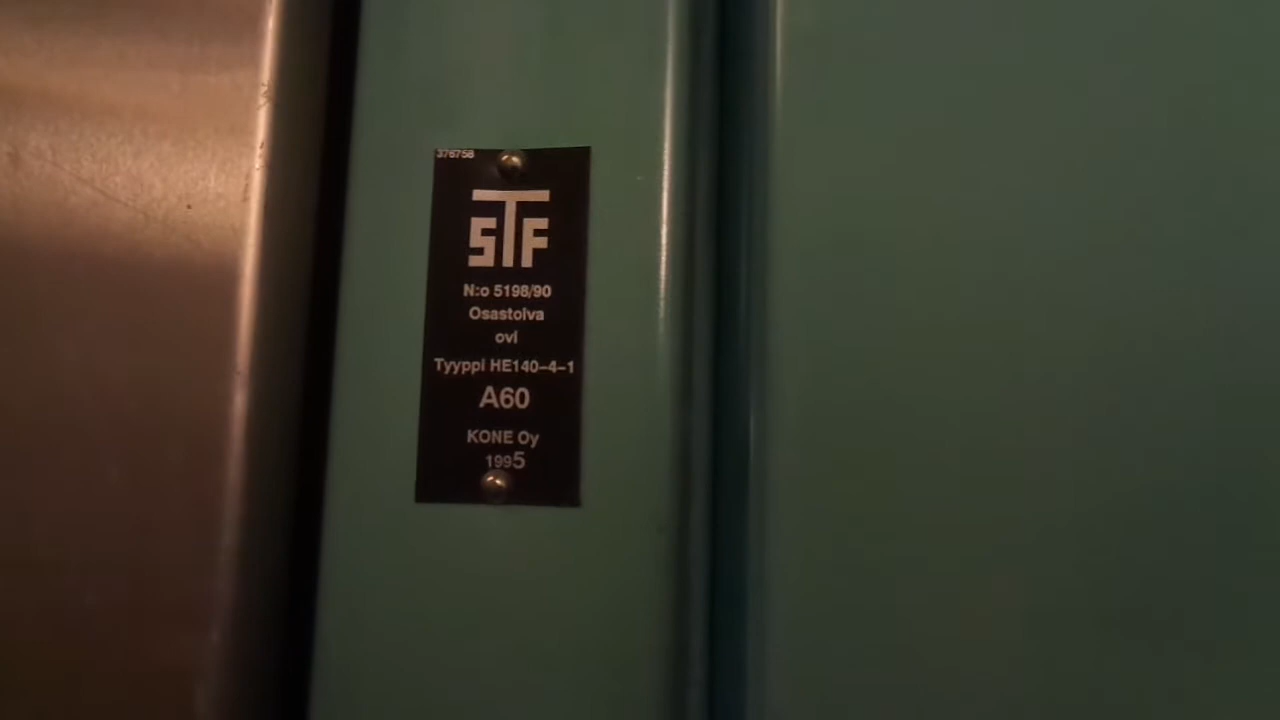 376758
STF
N:o 5198/90
Osastoiva
ovi
Tyyppi HE140-4-1
A60
KONE Oy
1995